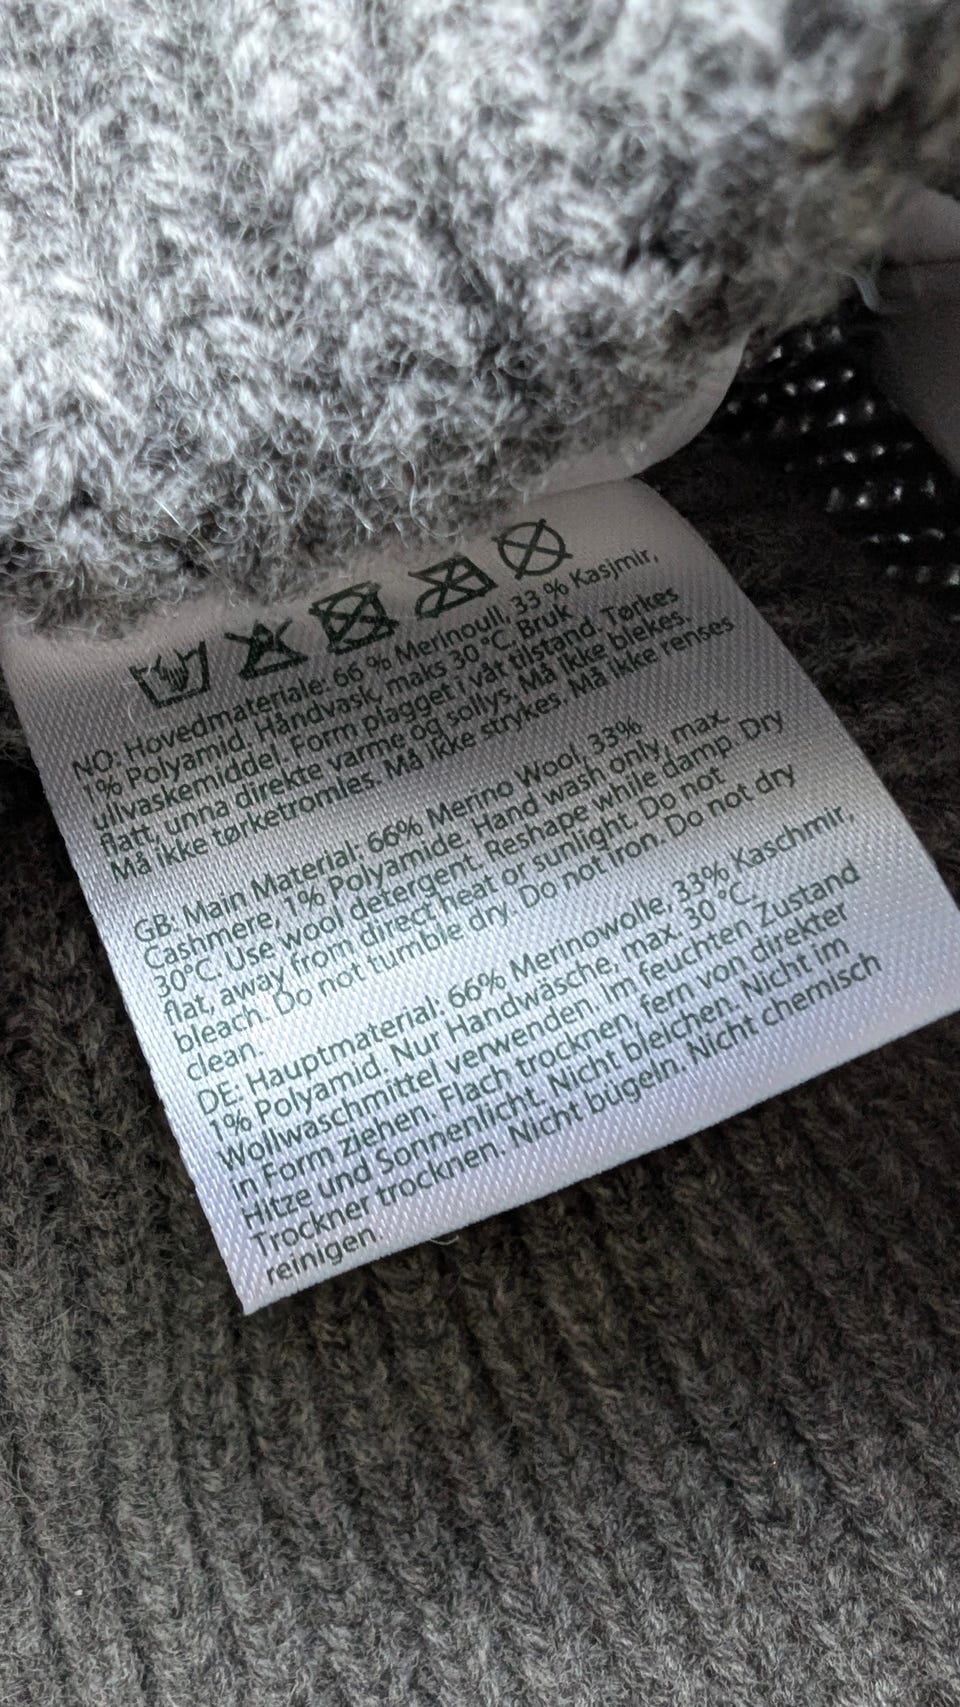 NO: Hovedmateriale: 66 % Merinoull, 33 % Kasjmir,
1% Polyamid. Håndvask, maks 30 °C. Bruk
ullvaskemiddel. Form plagget i våt tilstand. Tørkes
flatt, unna direkte varme og sollys. Må ikke blekes.
Må ikke tørketromles. Må ikke strykes. Må ikke renses
GB: Main Material: 66% Merino Wool, 33%
Cashmere, 1% Polyamide. Hand wash only, max.
30°C. Use wool detergent. Reshape while damp. Dry
flat, away from direct heat or sunlight. Do not
bleach. Do not tumble dry. Do not iron. Do not dry
clean.
DE: Hauptmaterial: 66% Merinowolle, 33% Kaschmir,
1% Polyamid. Nur Handwäsche, max. 30 °C.
Wollwaschmittel verwenden. Im feuchten Zustand
in Form ziehen. Flach trocknen, fern von direkter
Hitze und Sonnenlicht. Nicht bleichen. Nicht im
Trockner trocknen. Nicht bügeln. Nicht chemisch
reinigen.